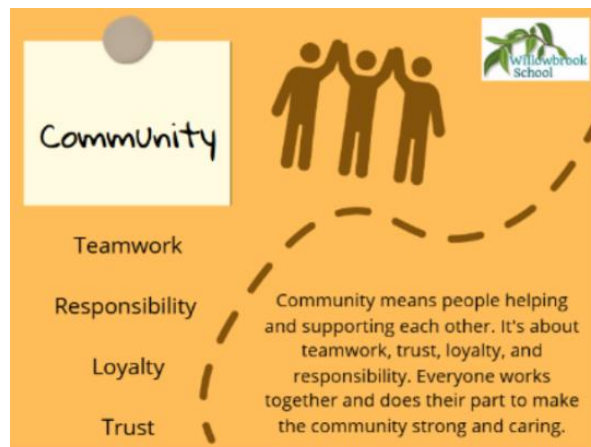 CommUnity
Willowbrook
School
Teamwork
Responsibility
Loyalty
Trust
Community means people helping
and supporting each other. It's about
teamwork, trust, loyalty, and
responsibility. Everyone works
together and does their part to make
the community strong and caring.